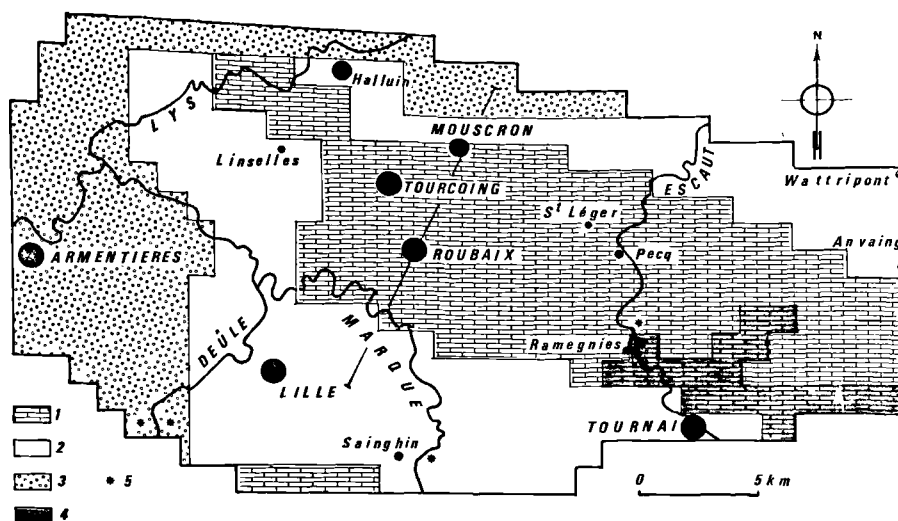 N
Halluin
LYS
MOUSCRON
Linselles
TOURCOING
ESCAUT
Wattripont
St Léger
Anvaing
ARMENTIERES
ROUBAIX
Pecq
MARQUE
DEÛLE
Ramegnies
LILLE
1
2
TOURNAI
Sainghin
3
5
0 5 km
4